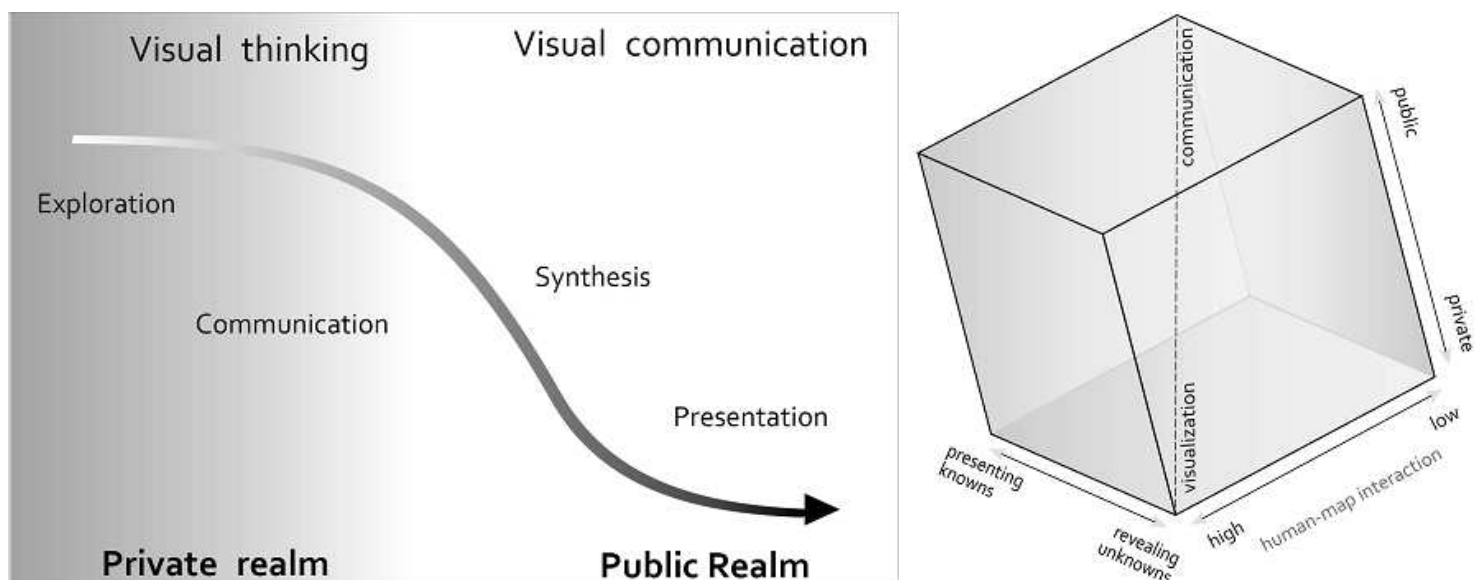 Visual thinking
Visual communication
Exploration
Communication
Synthesis
Presentation
Private realm
Public Realm
communication
visualization
public
private
low
human-map interaction
high
presenting
knowns
revealing
unknowns